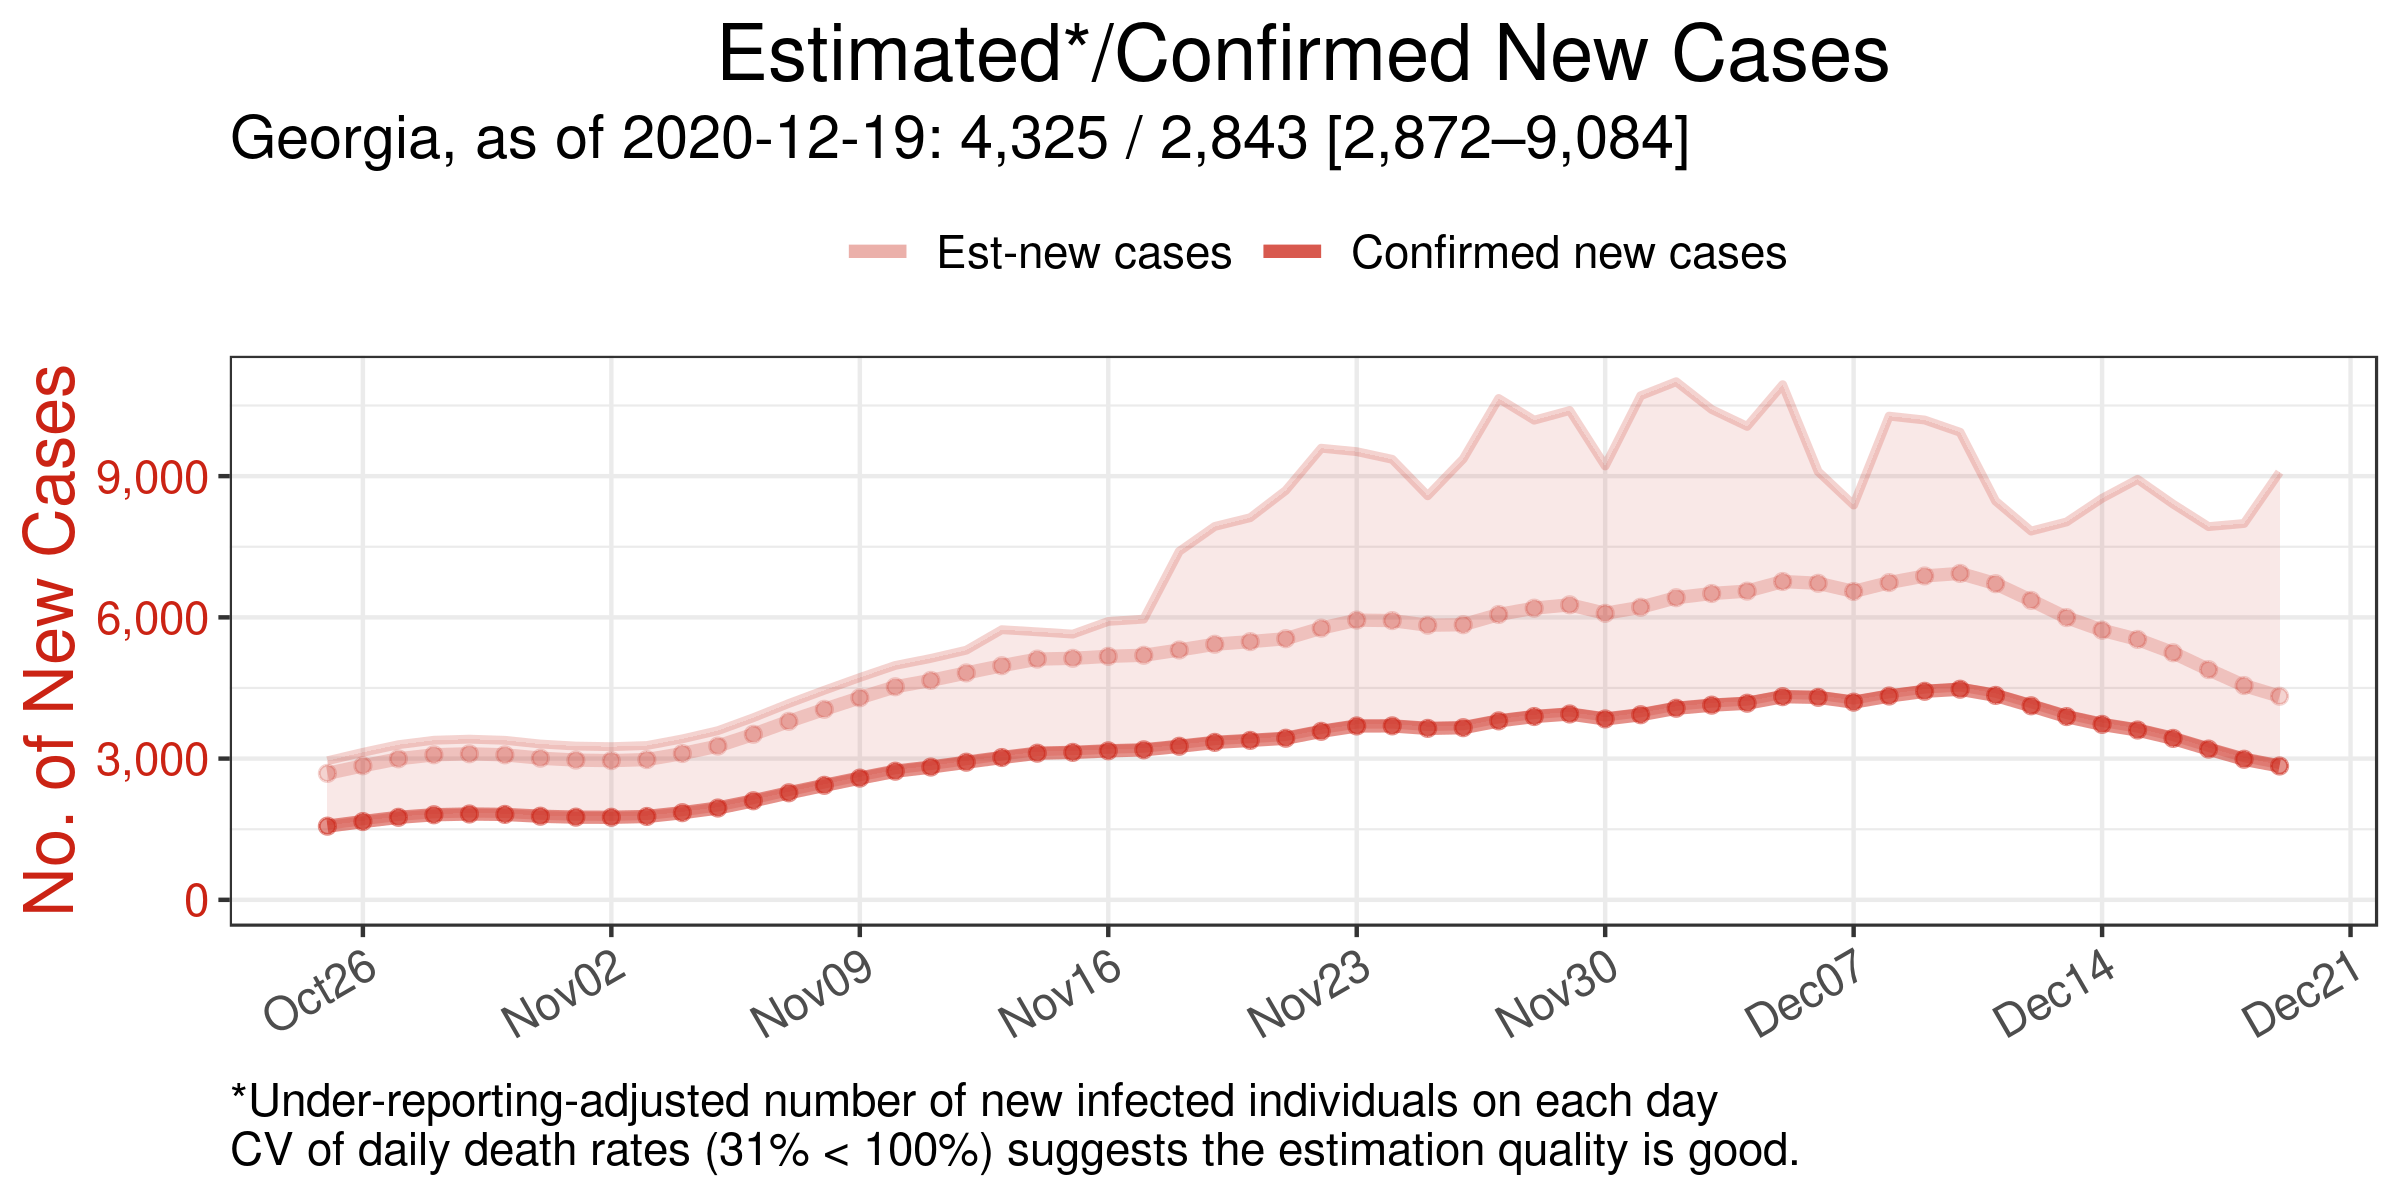 Estimated*/Confirmed New Cases
Georgia, as of 2020-12-19: 4,325 / 2,843 [2,872–9,084]
Est-new cases
Confirmed new cases
No. of New Cases
9,000
6,000
3,000
0
Oct26
Nov02
Nov09
Nov16
Nov23
Nov30
Dec07
Dec14
Dec21
*Under-reporting-adjusted number of new infected individuals on each day
CV of daily death rates (31% < 100%) suggests the estimation quality is good.